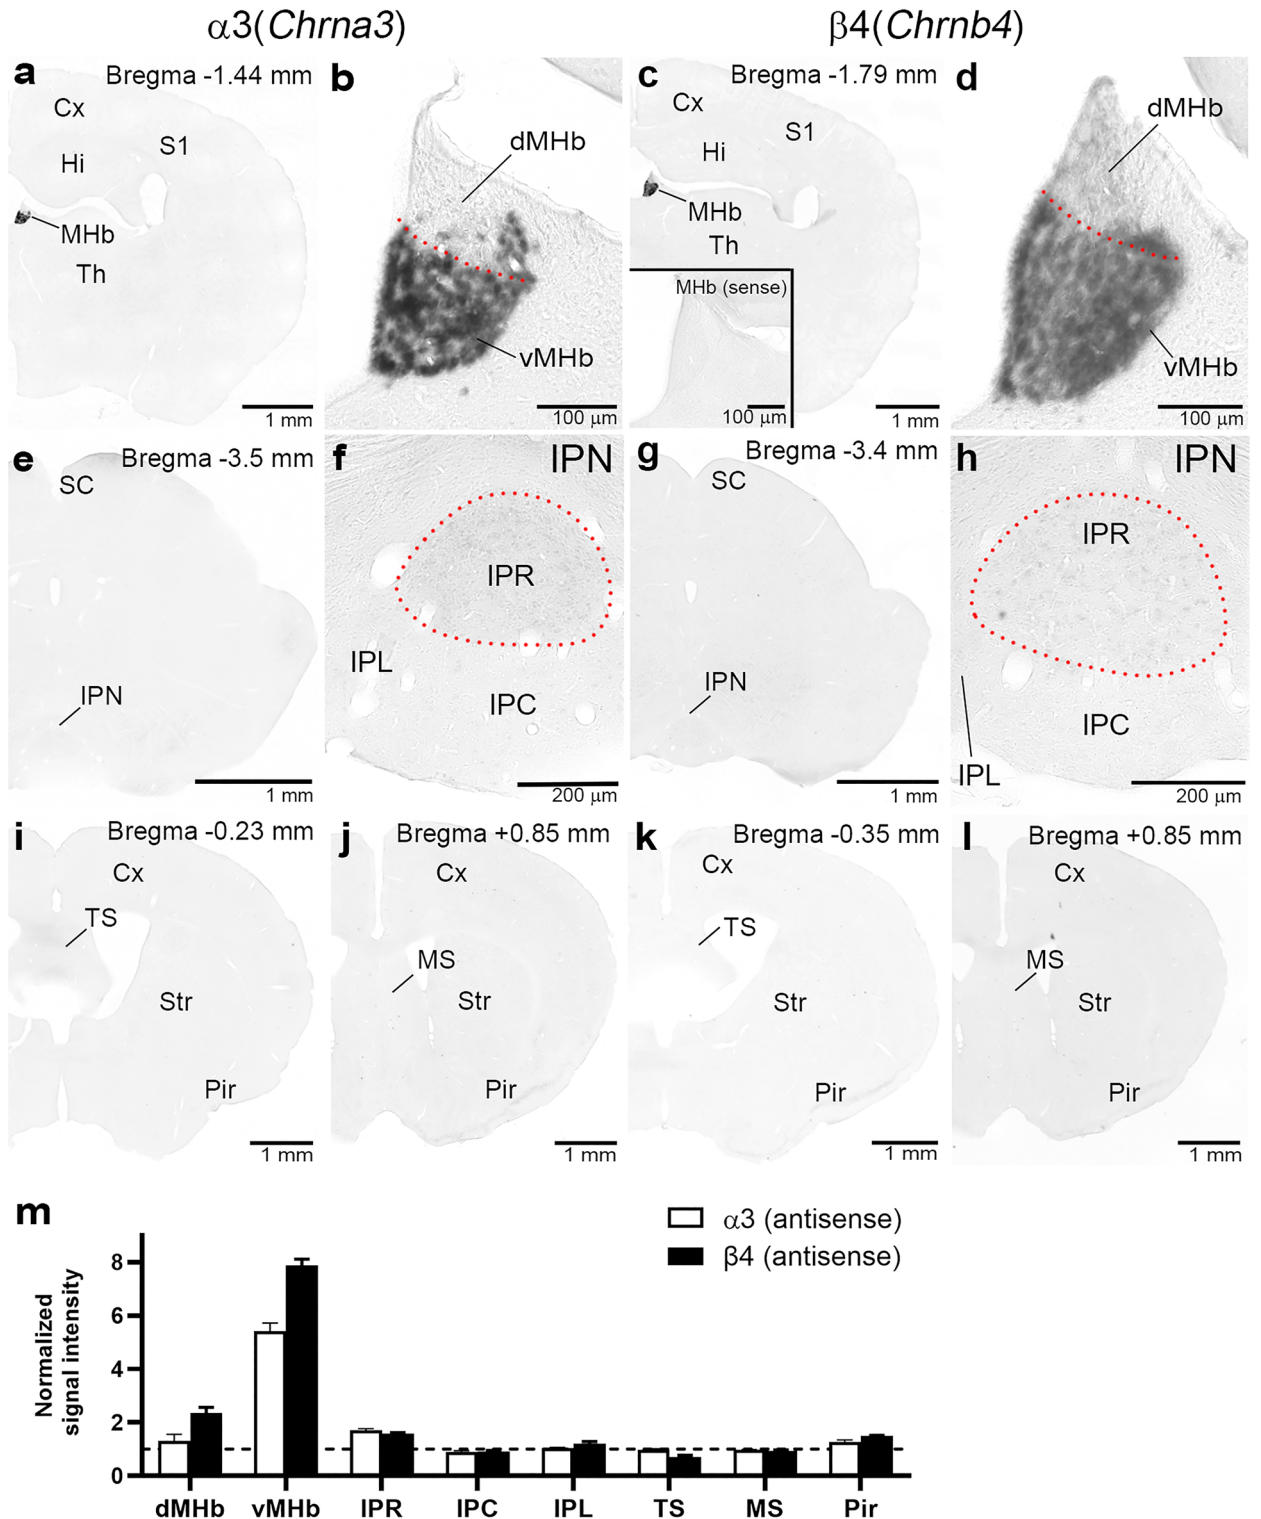 α3(Chrna3)
β4(Chrnb4)
a
Bregma -1.44 mm
Cx
S1
Hi
MHb
Th
1 mm
b
dMHb
vMHb
100 µm
c
Bregma -1.79 mm
Cx
S1
Hi
MHb
Th
MHb (sense)
100 µm
1 mm
d
dMHb
vMHb
100 µm
e
Bregma -3.5 mm
SC
IPN
1 mm
f
IPN
IPR
IPL
IPC
200 µm
g
Bregma -3.4 mm
SC
IPN
1 mm
h
IPN
IPR
IPC
IPL
200 µm
i
Bregma -0.23 mm
Cx
TS
Str
Pir
1 mm
j
Bregma +0.85 mm
Cx
MS
Str
Pir
1 mm
k
Bregma -0.35 mm
Cx
TS
Str
Pir
1 mm
l
Bregma +0.85 mm
Cx
MS
Str
Pir
1 mm
m
α3 (antisense)
β4 (antisense)
Normalized
signal intensity
8
6
4
2
0
dMHb vMHb IPR IPC IPL TS MS Pir